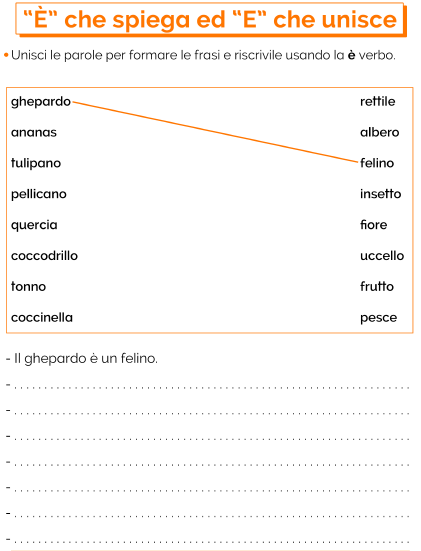 “È” che spiega ed “E” che unisce
• Unisci le parole per formare le frasi e riscrivile usando la è verbo.
ghepardo rettile
ananas albero
tulipano felino
pellicano insetto
quercia fiore
coccodrillo uccello
tonno frutto
coccinella pesce
- Il ghepardo è un felino.
-
-
-
-
-
-
-